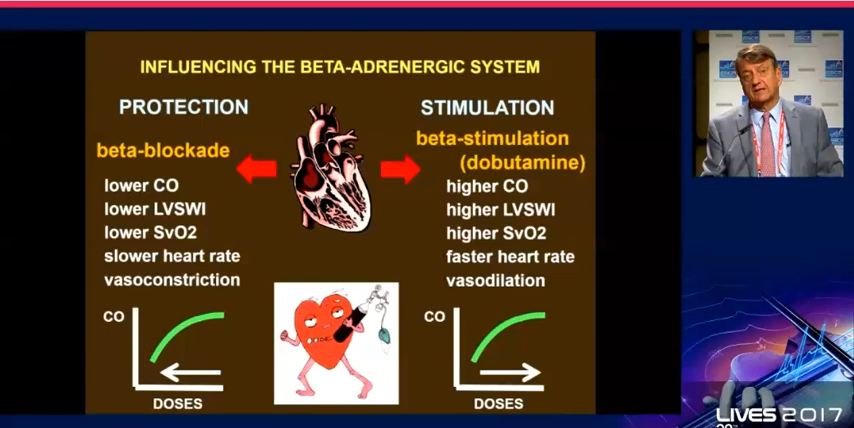 INFLUENCING THE BETA-ADRENERGIC SYSTEM
PROTECTION
beta-blockade
lower CO
lower LVSWI
lower SvO2
slower heart rate
vasoconstriction
CO
DOSES
STIMULATION
beta-stimulation
(dobutamine)
higher CO
higher LVSWI
higher SvO2
faster heart rate
vasodilation
CO
DOSES
LIVES 2017